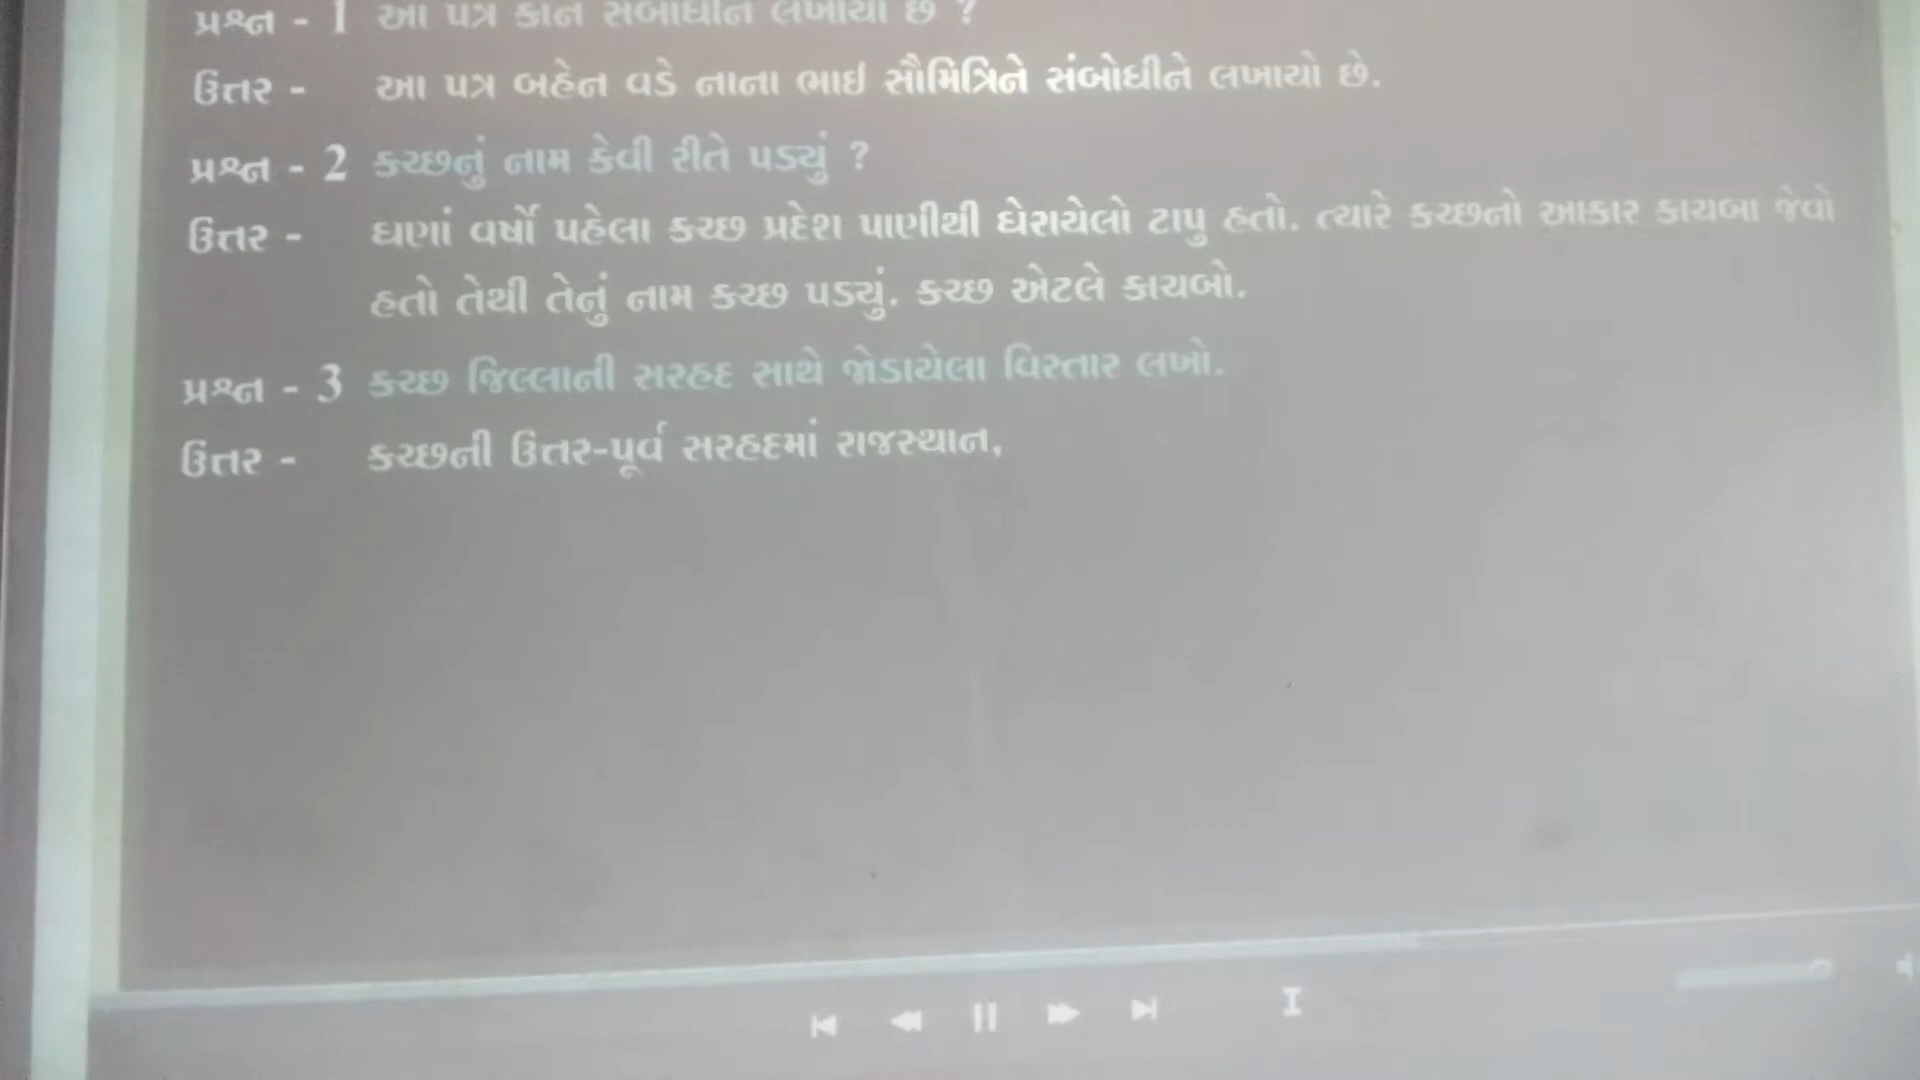 પ્રશ્ન - 1 આ પત્ર કોને સંબોધીને લખાયો છે ?
ઉત્તર - આ પત્ર બહેન વડે નાના ભાઈ સૌમિત્રિને સંબોધીને લખાયો છે.
પ્રશ્ન - 2 કચ્છનું નામ કેવી રીતે પડ્યું ?
ઉત્તર - ઘણાં વર્ષો પહેલા કચ્છ પ્રદેશ પાણીથી ઘેરાયેલો ટાપુ હતો. ત્યારે કચ્છનો આકાર કાચબા જેવો
હતો તેથી તેનું નામ કચ્છ પડ્યું. કચ્છ એટલે કાચબો.
પ્રશ્ન - 3 કચ્છ જિલ્લાની સરહદ સાથે જોડાયેલા વિસ્તાર લખો.
ઉત્તર - કચ્છની ઉત્તર-પૂર્વ સરહદમાં રાજસ્થાન,